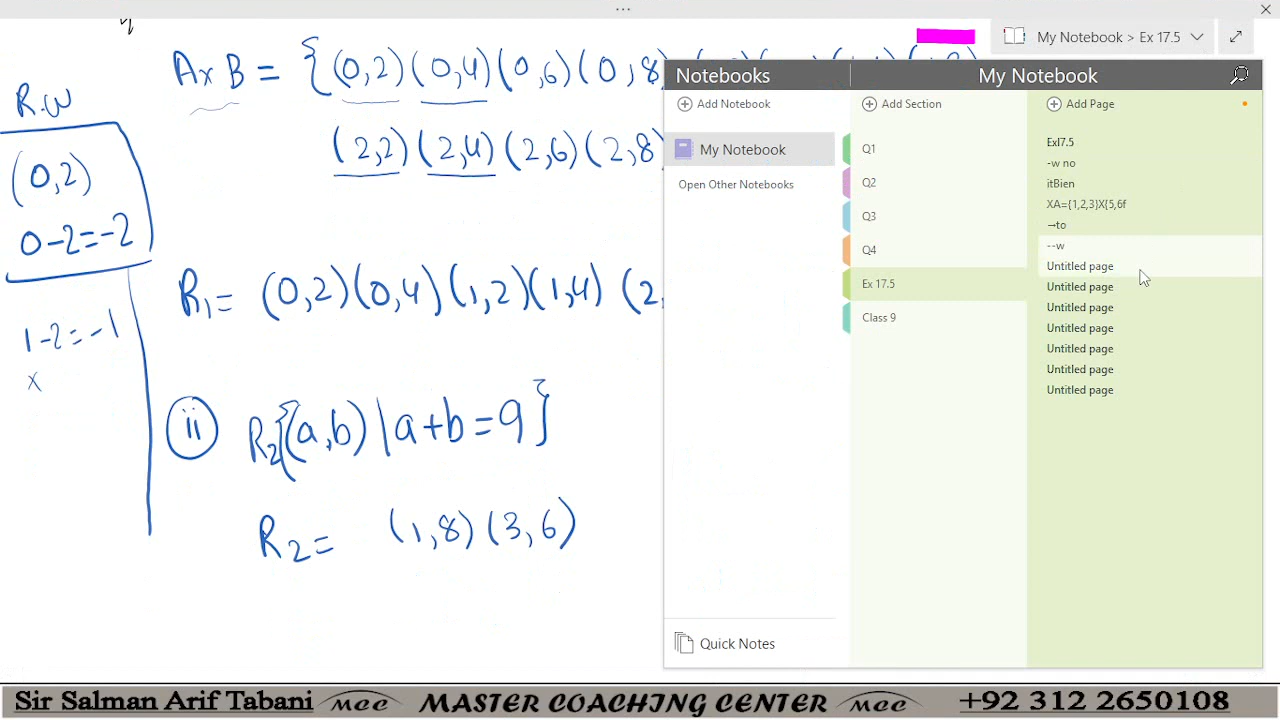 My Notebook > Ex 17.5
A x B = {(0,2)(0,4)(0,6)(0,8)
(2,2)(2,4)(2,6)(2,8)
R.W
(0,2)
0-2=-2
1-2=-1
x
R1= (0,2)(0,4)(1,2)(1,4)(2,
ii R2{(a,b) | a+b=9}
R2= (1,8)(3,6)
Notebooks
My Notebook
Add Notebook
Add Section
Add Page
My Notebook
Open Other Notebooks
Q1
Q2
Q3
Q4
Ex 17.5
Class 9
ExI7.5
-w no
itBien
XA={1,2,3}X{5,6f
→to
--w
Untitled page
Untitled page
Untitled page
Untitled page
Untitled page
Untitled page
Untitled page
Quick Notes
Sir Salman Arif Tabani mcc MASTER COACHING CENTER mcc +92 312 2650108